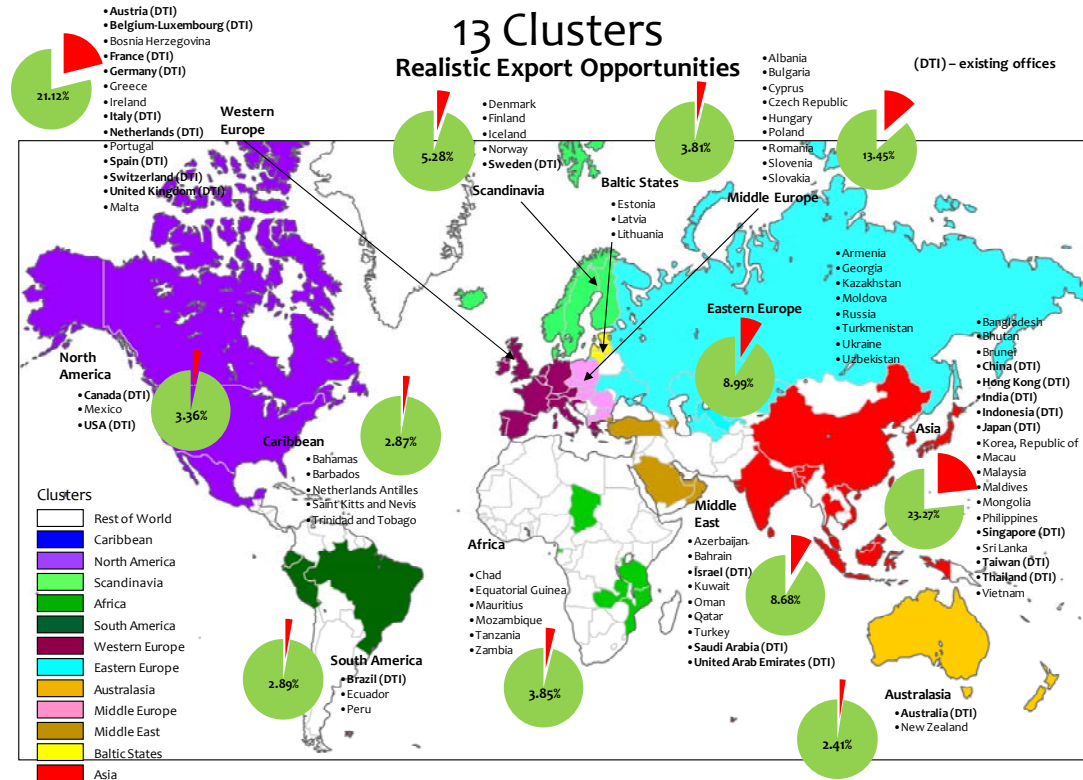 13 Clusters
Realistic Export Opportunities
(DTI) – existing offices
•Austria (DTI)
•Belgium-Luxembourg (DTI)
•Bosnia Herzegovina
•France (DTI)
•Germany (DTI)
•Greece
•Ireland
•Italy (DTI)
•Netherlands (DTI)
•Portugal
•Spain (DTI)
•Switzerland (DTI)
•United Kingdom (DTI)
•Malta
21.12%
Western
Europe
5.28%
•Denmark
•Finland
•Iceland
•Norway
•Sweden (DTI)
Scandinavia
3.81%
Baltic States
•Estonia
•Latvia
•Lithuania
•Albania
•Bulgaria
•Cyprus
•Czech Republic
•Hungary
•Poland
•Romania
•Slovenia
•Slovakia
13.45%
Middle Europe
•Armenia
•Georgia
•Kazakhstan
•Moldova
•Russia
•Turkmenistan
•Ukraine
•Uzbekistan
Eastern Europe
8.99%
North
America
•Canada (DTI)
•Mexico
•USA (DTI)
3.36%
2.87%
Caribbean
•Bahamas
•Barbados
•Netherlands Antilles
•Saint Kitts and Nevis
•Trinidad and Tobago
•Bangladesh
•Bhutan
•Brunei
•China (DTI)
•Hong Kong (DTI)
•India (DTI)
•Indonesia (DTI)
•Japan (DTI)
•Korea, Republic of
•Macau
•Malaysia
•Maldives
•Mongolia
•Philippines
•Singapore (DTI)
•Sri Lanka
•Taiwan (DTI)
•Thailand (DTI)
•Vietnam
Asia
23.27%
Clusters
Rest of World
Caribbean
North America
Scandinavia
Africa
South America
Western Europe
Eastern Europe
Australasia
Middle Europe
Middle East
Baltic States
Asia
Africa
•Chad
•Equatorial Guinea
•Mauritius
•Mozambique
•Tanzania
•Zambia
3.85%
Middle
East
•Azerbaijan
•Bahrain
•Israel (DTI)
•Kuwait
•Oman
•Qatar
•Turkey
•Saudi Arabia (DTI)
•United Arab Emirates (DTI)
8.68%
2.89%
South America
•Brazil (DTI)
•Ecuador
•Peru
2.41%
Australasia
•Australia (DTI)
•New Zealand